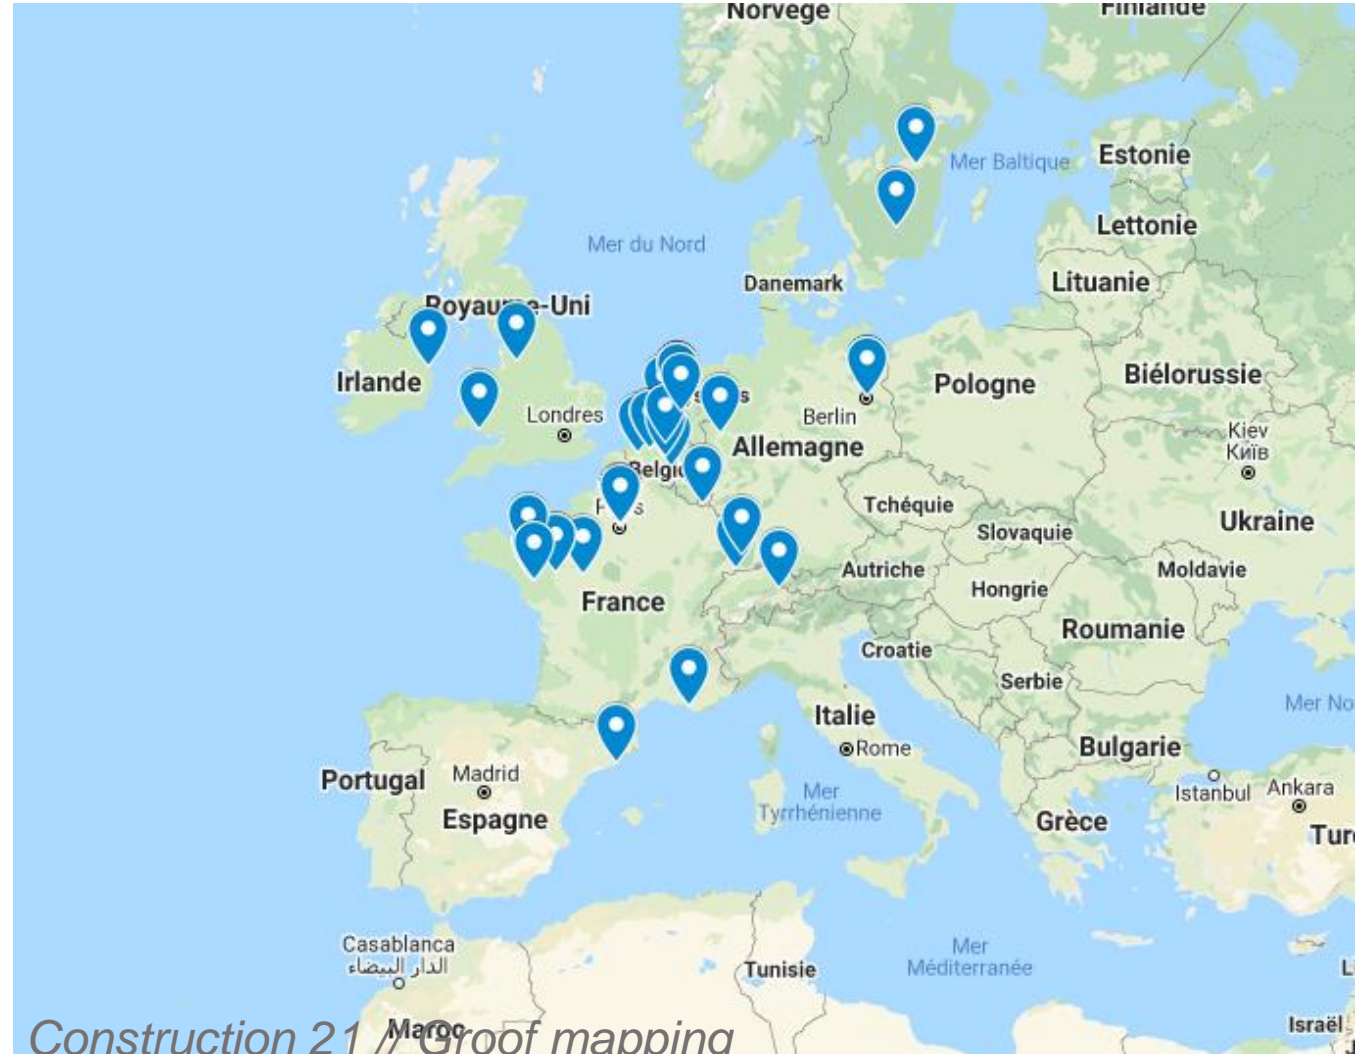 Norvège
Finlande
Mer Baltique
Estonie
Lettonie
Mer du Nord
Danemark
Lituanie
Royaume-Uni
Irlande
Londres
Berlin
Pologne
Biélorussie
Allemagne
Kiev
Київ
Tchéquie
Slovaquie
Ukraine
Autriche
Hongrie
Moldavie
France
Roumanie
Croatie
Serbie
Mer No
Italie
Rome
Bulgarie
Portugal
Madrid
Espagne
Mer
Tyrrhénienne
Istanbul
Ankara
Grèce
Casablanca
الدار البيضاء
Mer
Méditerranée
Tunisie
Maroc
Israël
Construction 21 // Groof mapping